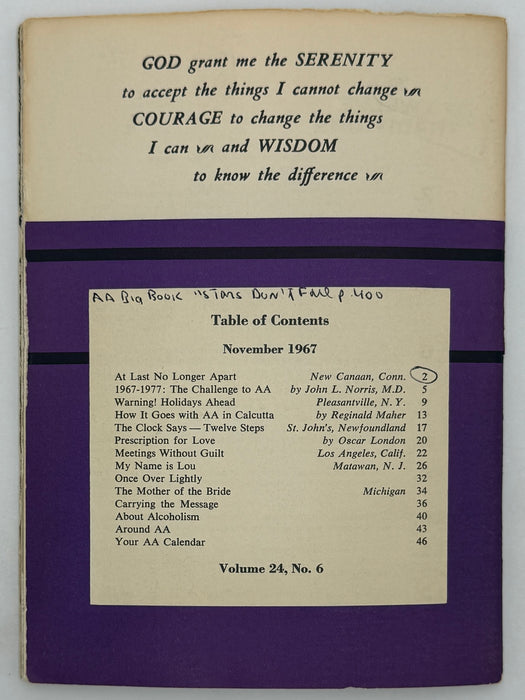 GOD grant me the SERENITY
to accept the things I cannot change
COURAGE to change the things
I can and WISDOM
to know the difference
AA Big Book "Stars Don't Fall p. 400
Table of Contents
November 1967
At Last No Longer Apart New Canaan, Conn. 2
1967-1977: The Challenge to AA by John L. Norris, M.D. 5
Warning! Holidays Ahead Pleasantville, N. Y. 9
How It Goes with AA in Calcutta by Reginald Maher 13
The Clock Says — Twelve Steps St. John's, Newfoundland 17
Prescription for Love by Oscar London 20
Meetings Without Guilt Los Angeles, Calif. 22
My Name is Lou Matawan, N. J. 26
Once Over Lightly 32
The Mother of the Bride Michigan 34
Carrying the Message 36
About Alcoholism 40
Around AA 43
Your AA Calendar 46
Volume 24, No. 6